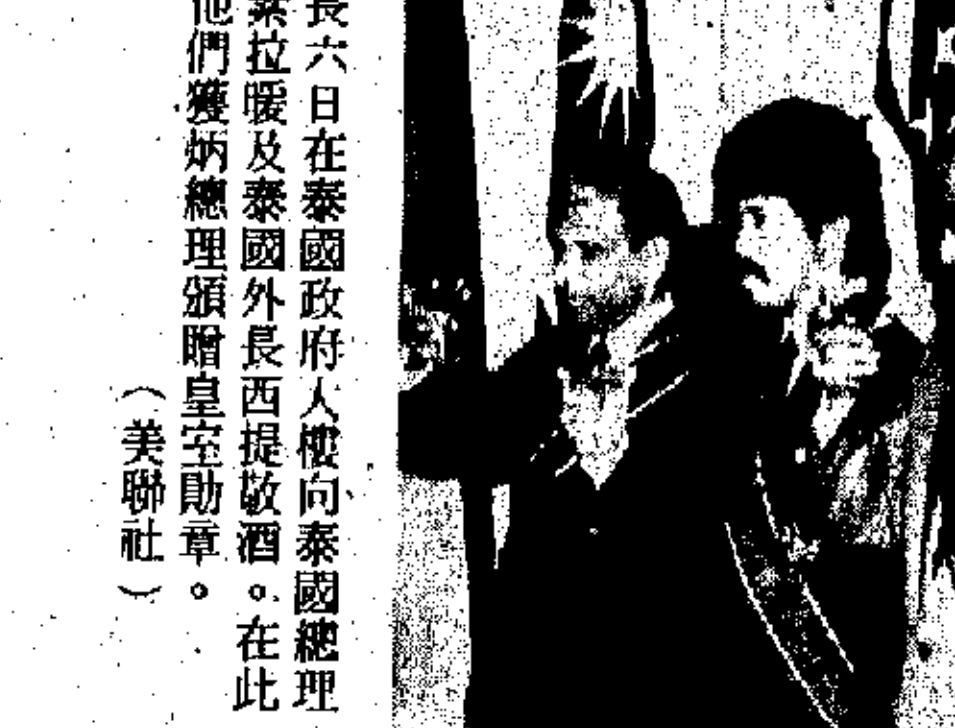 長六日在泰國政府大樓向泰國總理
素拉暖及泰國外長西提敬酒。在此
他們獲炳總理頒贈皇室勛章。
（美聯社）